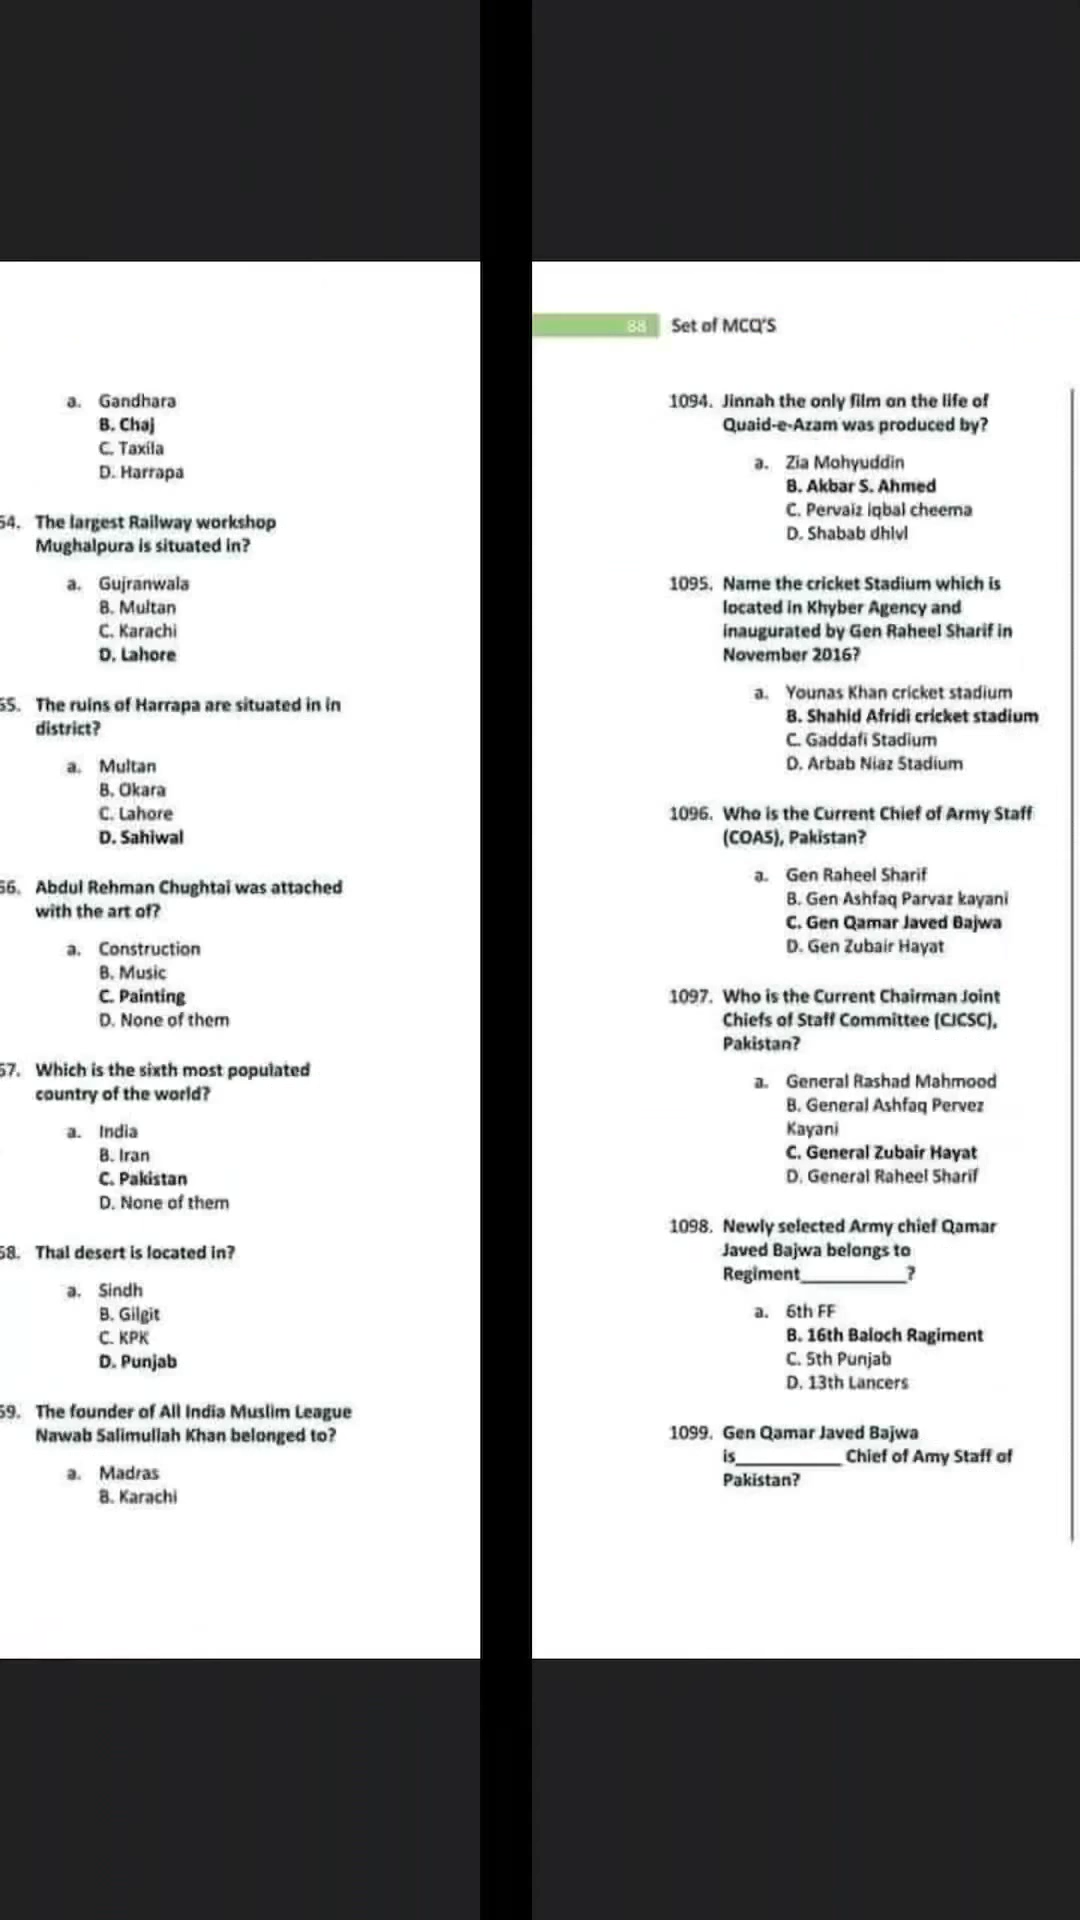 a. Gandhara
B. Chaj
C. Taxila
D. Harrapa
54. The largest Railway workshop
Mughalpura is situated in?
a. Gujranwala
B. Multan
C. Karachi
D. Lahore
55. The ruins of Harrapa are situated in in
district?
a. Multan
B. Okara
C. Lahore
D. Sahiwal
56. Abdul Rehman Chughtai was attached
with the art of?
a. Construction
B. Music
C. Painting
D. None of them
57. Which is the sixth most populated
country of the world?
a. India
B. Iran
C. Pakistan
D. None of them
58. Thal desert is located in?
a. Sindh
B. Gilgit
C. KPK
D. Punjab
59. The founder of All India Muslim League
Nawab Salimullah Khan belonged to?
a. Madras
B. Karachi
88 Set of MCQ'S
1094. Jinnah the only film on the life of
Quaid-e-Azam was produced by?
a. Zia Mohyuddin
B. Akbar S. Ahmed
C. Pervaiz iqbal cheema
D. Shabab dhlvl
1095. Name the cricket Stadium which is
located in Khyber Agency and
inaugurated by Gen Raheel Sharif in
November 2016?
a. Younas Khan cricket stadium
B. Shahid Afridi cricket stadium
C. Gaddafi Stadium
D. Arbab Niaz Stadium
1096. Who is the Current Chief of Army Staff
(COAS), Pakistan?
a. Gen Raheel Sharif
B. Gen Ashfaq Parvaz kayani
C. Gen Qamar Javed Bajwa
D. Gen Zubair Hayat
1097. Who is the Current Chairman Joint
Chiefs of Staff Committee (CJCSC),
Pakistan?
a. General Rashad Mahmood
B. General Ashfaq Pervez
Kayani
C. General Zubair Hayat
D. General Raheel Sharif
1098. Newly selected Army chief Qamar
Javed Bajwa belongs to
Regiment__________?
a. 6th FF
B. 16th Baloch Ragiment
C. 5th Punjab
D. 13th Lancers
1099. Gen Qamar Javed Bajwa
is__________ Chief of Amy Staff of
Pakistan?